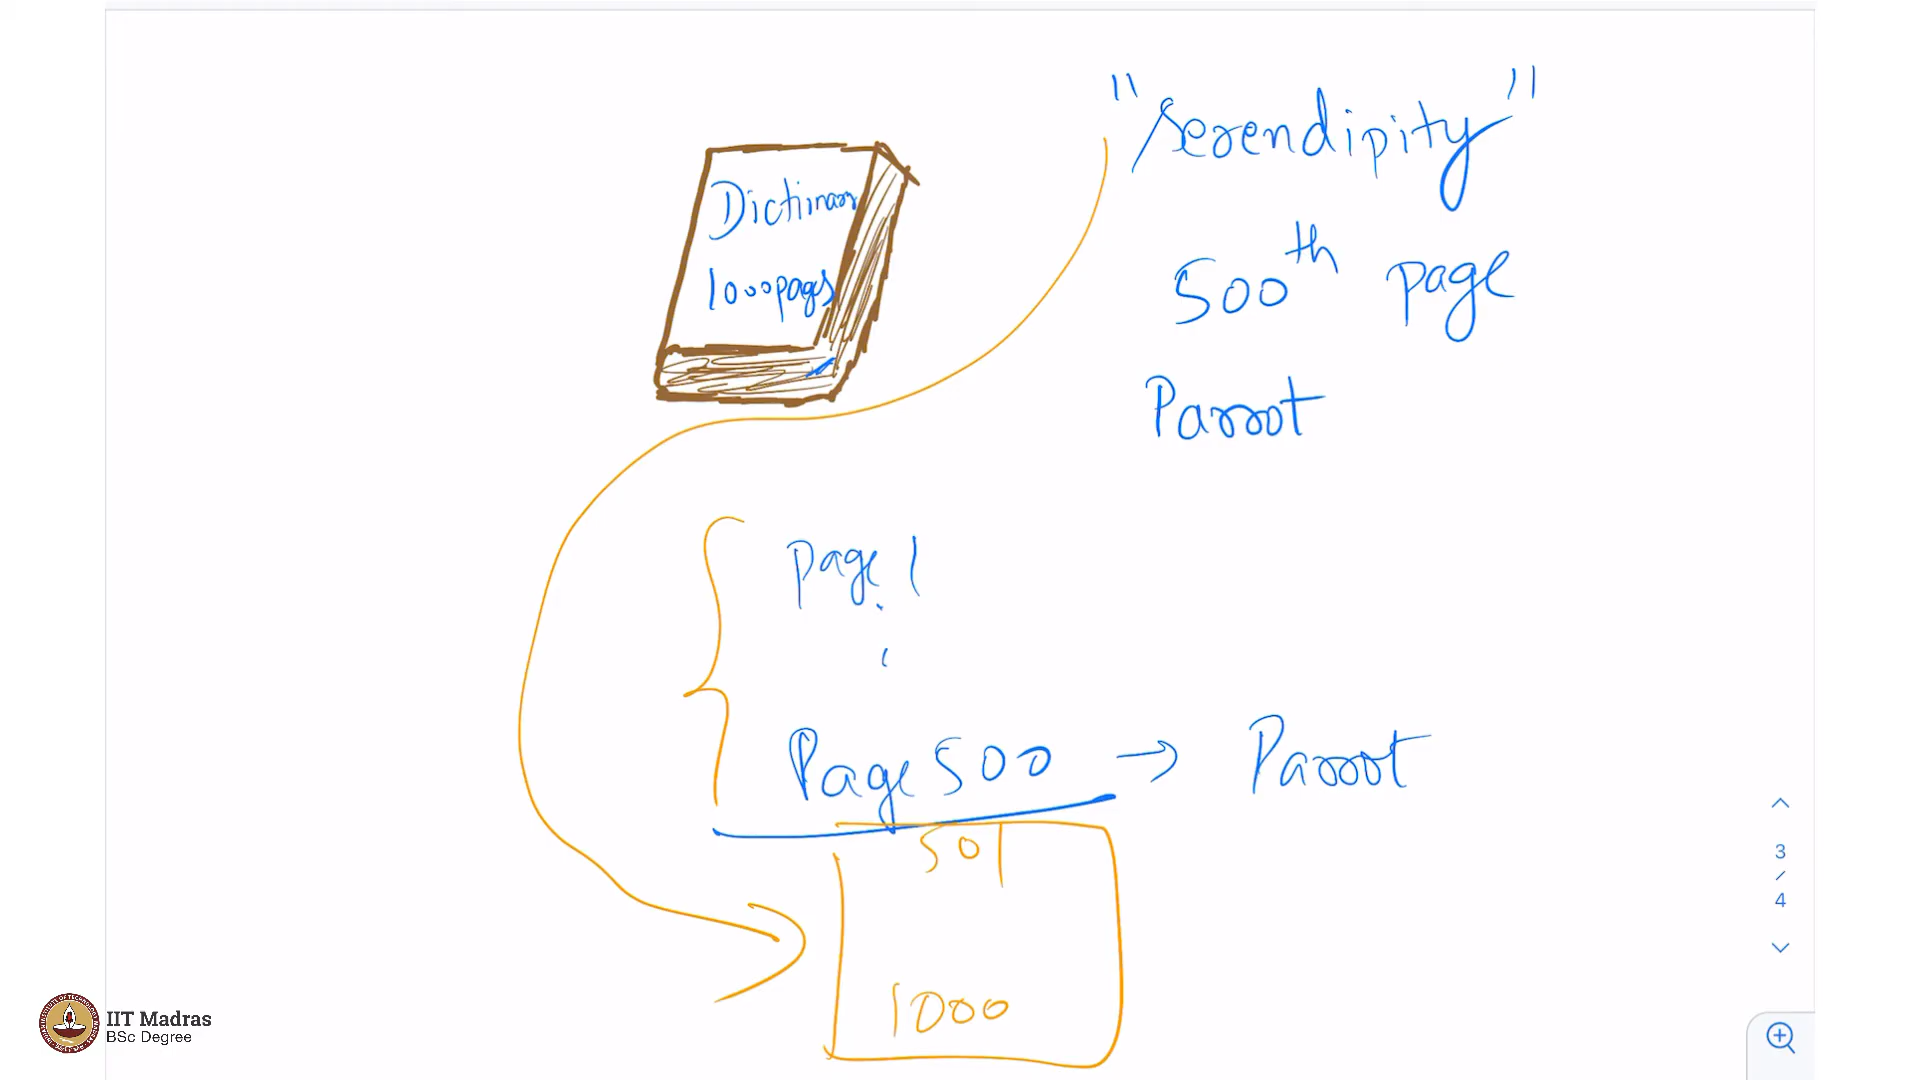 "Serendipity"
Dictionary
1000 pages
500th page
Parrot
page 1
Page 500 → Parrot
501
1000
3
/
4
IIT Madras
BSc Degree